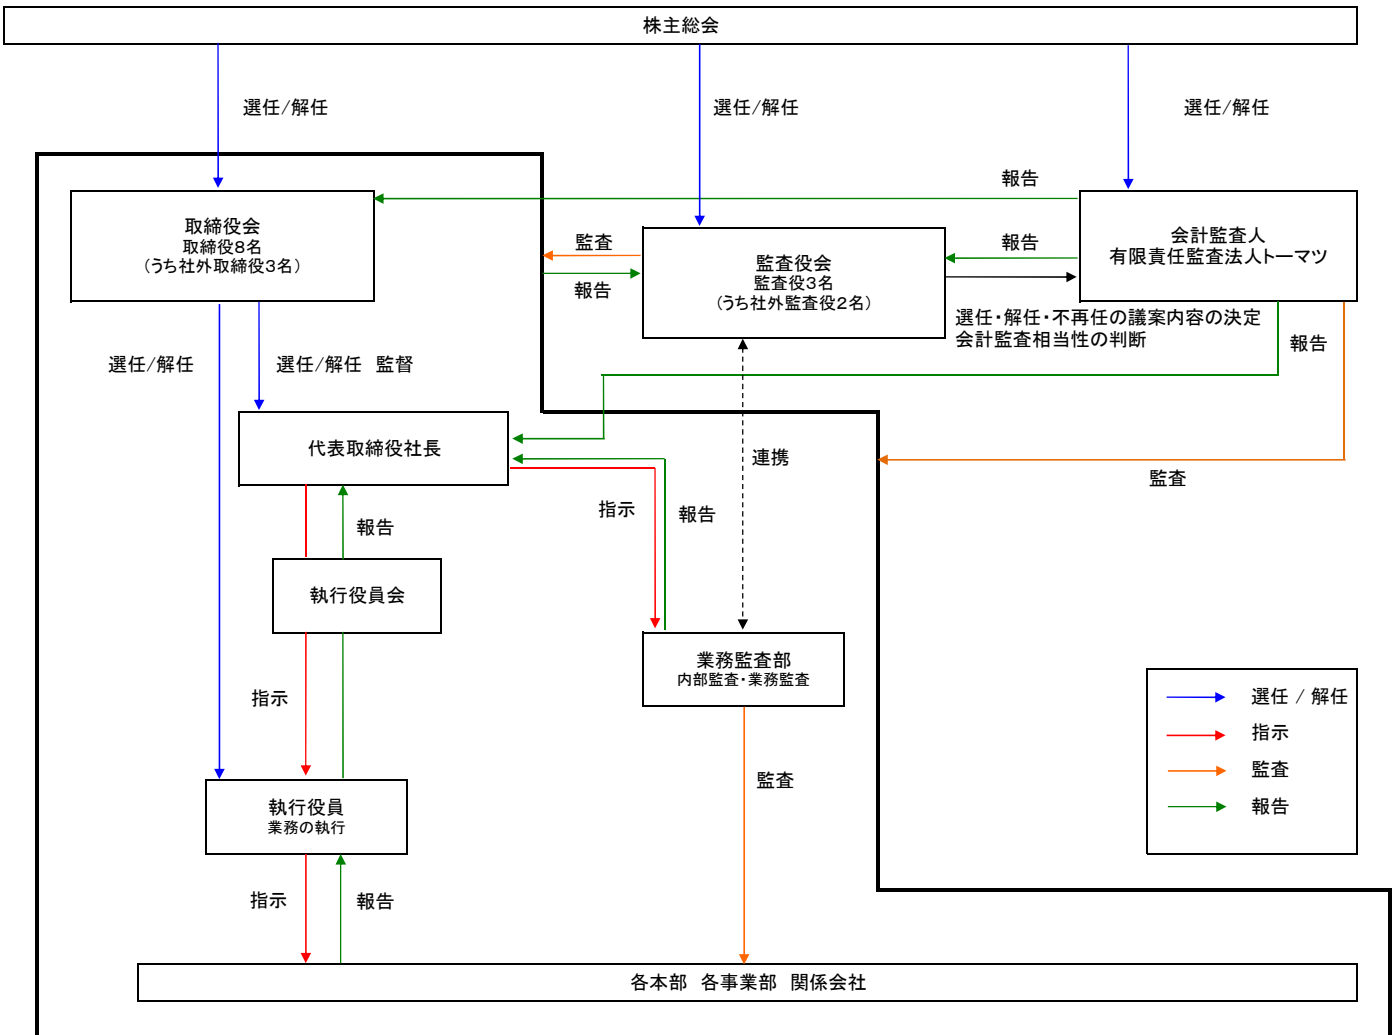 株主総会
選任/解任
選任/解任
選任/解任
報告
取締役会
取締役8名
(うち社外取締役3名)
監査
報告
監査役会
監査役3名
(うち社外監査役2名)
報告
会計監査人
有限責任監査法人トーマツ
選任・解任・不再任の議案内容の決定
会計監査相当性の判断
報告
選任/解任
選任/解任 監督
代表取締役社長
連携
監査
指示
報告
報告
執行役員会
業務監査部
内部監査・業務監査
指示
監査
執行役員
業務の執行
指示
報告
選任 / 解任
指示
監査
報告
各本部 各事業部 関係会社